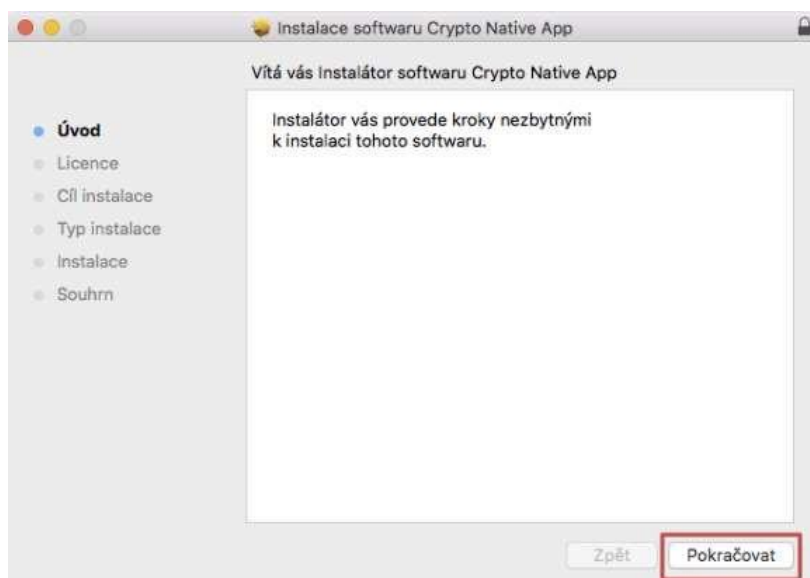 Instalace softwaru Crypto Native App
Vítá vás Instalátor softwaru Crypto Native App
Úvod
Licence
Cíl instalace
Typ instalace
Instalace
Souhrn
Instalátor vás provede kroky nezbytnými
k instalaci tohoto softwaru.
Zpět
Pokračovat